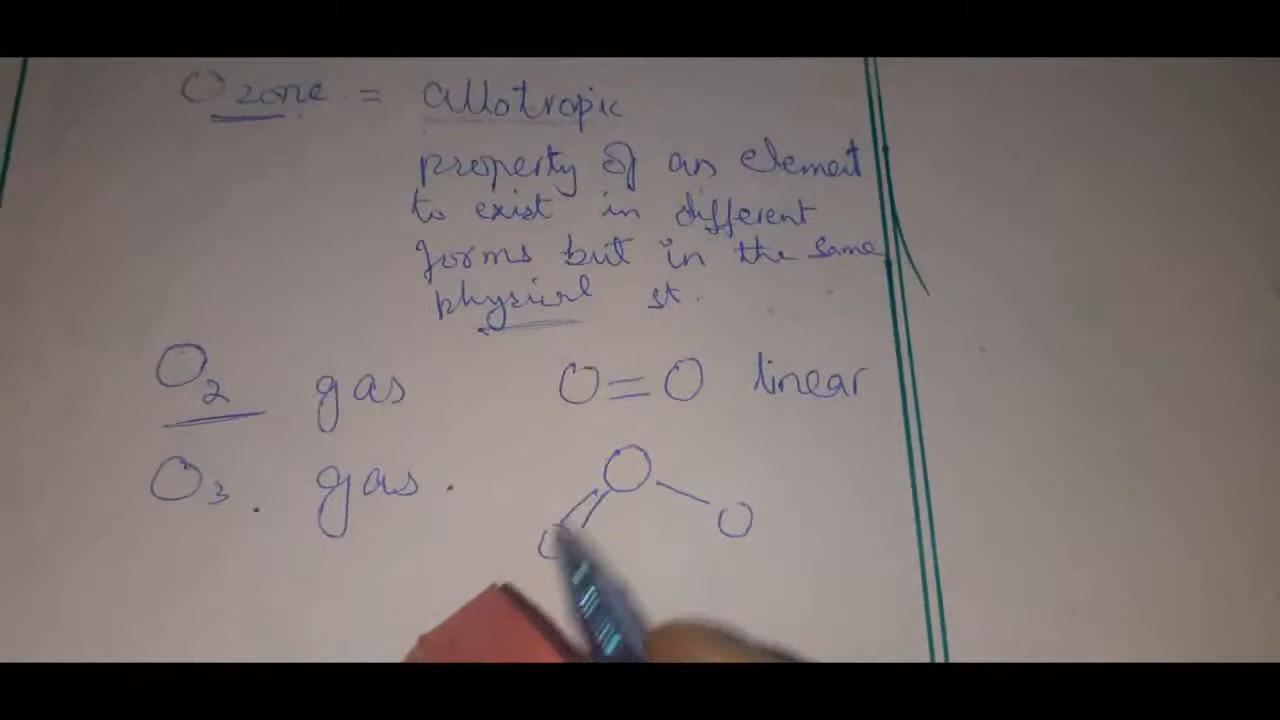 Ozone = allotropic
property of an element
to exist in different
forms but in the same
physical st.
O2 gas O=O linear
O3. gas. O
O O